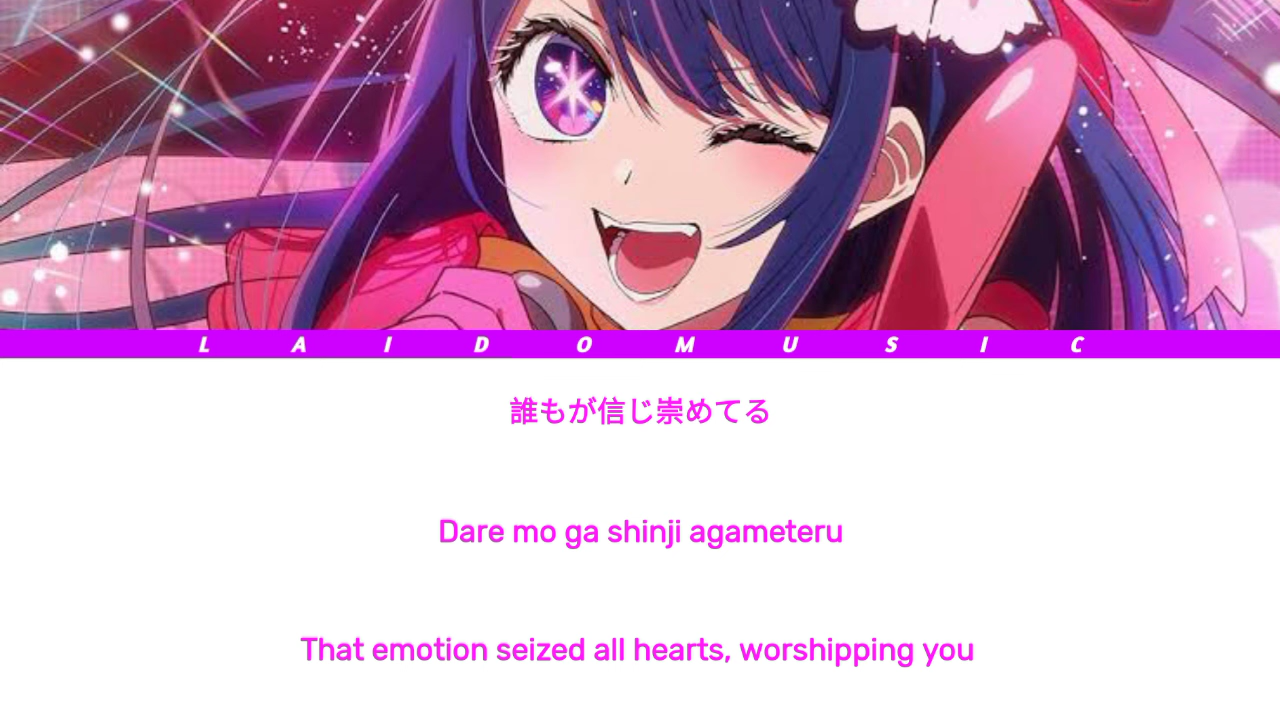 LAIDOMUSIC
誰もが信じ崇めてる
Dare mo ga shinji agameteru
That emotion seized all hearts, worshipping you